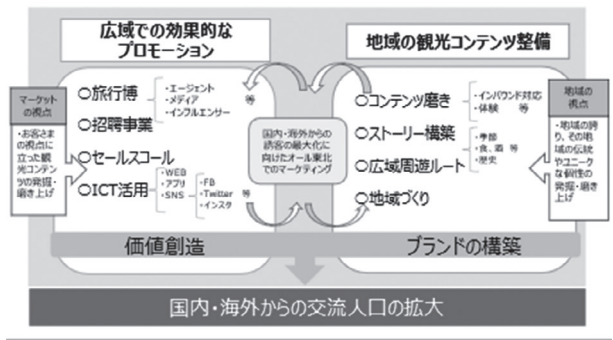 広域での効果的な
プロモーション
地域の観光コンテンツ整備
マーケット
の視点
・お客さま
の視点に
立った観
光コンテン
ツの発掘・
磨き上げ
〇旅行博
・エージェント
・メディア
・インフルエンサー
等
〇招聘事業
〇セールスコール
〇ICT活用
・WEB
・アプリ
・SNS
・FB
・Twitter
・インスタ
等
国内・海外からの
誘客の最大化に
向けたオール東北
でのマーケティング
〇コンテンツ磨き
・インバウンド対応
・体験 等
〇ストーリー構築
〇広域周遊ルート
・季節
・食、酒 等
・歴史
〇地域づくり
地域の
視点
・地域の誇
り、その地
域の伝統
やユニーク
な個性の
発掘・磨
き上げ
価値創造
ブランドの構築
国内・海外からの交流人口の拡大